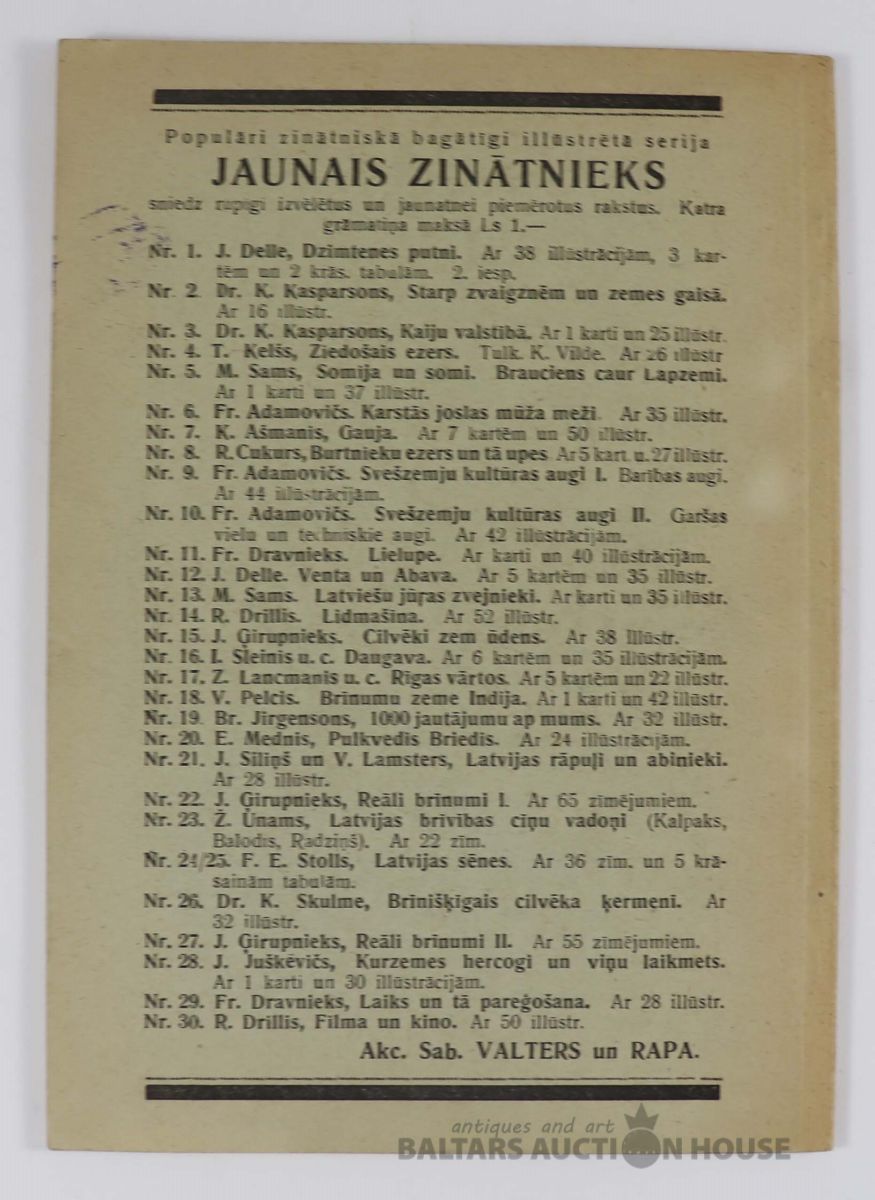 Populāri zinātniskā bagātīgi illūstrētā serija
JAUNAIS ZINĀTNIEKS
sniedz rūpīgi izvēlētus un jaunatnei piemērotus rakstus. Katra
grāmatiņa maksā Ls 1.—
Nr. 1. J. Delle, Dzimtenes putni. Ar 38 illūstrācijām, 3 kar-
tēm un 2 krās. tabulām. 2. iesp.
Nr. 2. Dr. K. Kasparsons, Starp zvaigznēm un zemes gaisā.
Ar 16 illūstr.
Nr. 3. Dr. K. Kasparsons, Kaiju valstībā. Ar 1 karti un 25 illūstr.
Nr. 4. T. Kelšs, Ziedošais ezers. Tulk. K. Vilde. Ar 26 illūstr
Nr. 5. M. Sams, Somija un somi. Brauciens caur Lapzemi.
Ar 1 karti un 37 illūstr.
Nr. 6. Fr. Adamovičs. Karstās joslas mūža meži. Ar 35 illūstr.
Nr. 7. K. Ašmanis, Gauja. Ar 7 kartēm un 50 illūstr.
Nr. 8. R. Cukurs, Burtnieku ezers un tā upes Ar 5 kart. u. 27 illūstr.
Nr. 9. Fr. Adamovičs. Svešzemju kultūras augi I. Barības augi.
Ar 44 illūstrācijām.
Nr. 10. Fr. Adamovičs. Svešzemju kultūras augi II. Garšas
vielu un techniskie augi. Ar 42 illūstrācijām.
Nr. 11. Fr. Dravnieks. Lielupe. Ar karti un 40 illūstrācijām.
Nr. 12. J. Delle. Venta un Abava. Ar 5 kartēm un 35 illūstr.
Nr. 13. M. Sams. Latviešu jūras zvejnieki. Ar karti un 35 illūstr.
Nr. 14. R. Drillis. Lidmašīna. Ar 52 illūstr.
Nr. 15. J. Ģirupnieks. Cilvēki zem ūdens. Ar 38 illūstr.
Nr. 16. I. Sleinis u. c. Daugava. Ar 6 kartēm un 35 illūstrācijām.
Nr. 17. Z. Lancmanis u. c. Rīgas vārtos. Ar 5 kartēm un 22 illūstr.
Nr. 18. V. Pelcis. Brīnumu zeme Indija. Ar 1 karti un 42 illūstr.
Nr. 19. Br. Jirgensons, 1000 jautājumu ap mums. Ar 32 illūstr.
Nr. 20. E. Mednis, Pulkvedis Briedis. Ar 24 illūstrācijām.
Nr. 21. J. Siliņš un V. Lamsters, Latvijas rāpuļi un abinieki.
Ar 28 illūstr.
Nr. 22. J. Ģirupnieks, Reāli brīnumi I. Ar 65 zīmējumiem.
Nr. 23. Ž. Unams, Latvijas brīvības cīņu vadoņi (Kalpaks,
Balodis, Radziņš). Ar 22 zīm.
Nr. 24/25. F. E. Stolls, Latvijas sēnes. Ar 36 zīm. un 5 krā-
sainām tabulām.
Nr. 26. Dr. K. Skulme, Brīnišķīgais cilvēka ķermeni. Ar
32 illūstr.
Nr. 27. J. Ģirupnieks, Reāli brīnumi II. Ar 55 zīmējumiem.
Nr. 28. J. Juškēvičs, Kurzemes hercogi un viņu laikmets.
Ar 1 karti un 30 illūstrācijām.
Nr. 29. Fr. Dravnieks, Laiks un tā pareģošana. Ar 28 illūstr.
Nr. 30. R. Drillis, Filma un kino. Ar 50 illūstr.
Akc. Sab. VALTERS un RAPA.
antiques and art
BALTARS AUCTION HOUSE